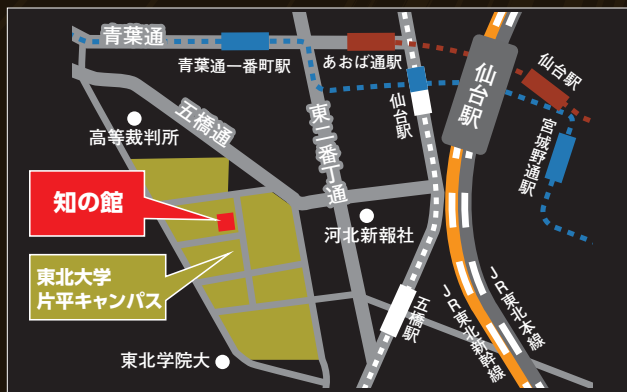 青葉通
青葉通一番町駅
あおば通駅
仙台駅
仙台駅
仙台駅
宮城野通駅
高等裁判所
五橋通
東二番丁通
知の館
河北新報社
東北大学
片平キャンパス
五橋駅
JR東北新幹線
JR東北本線
東北学院大